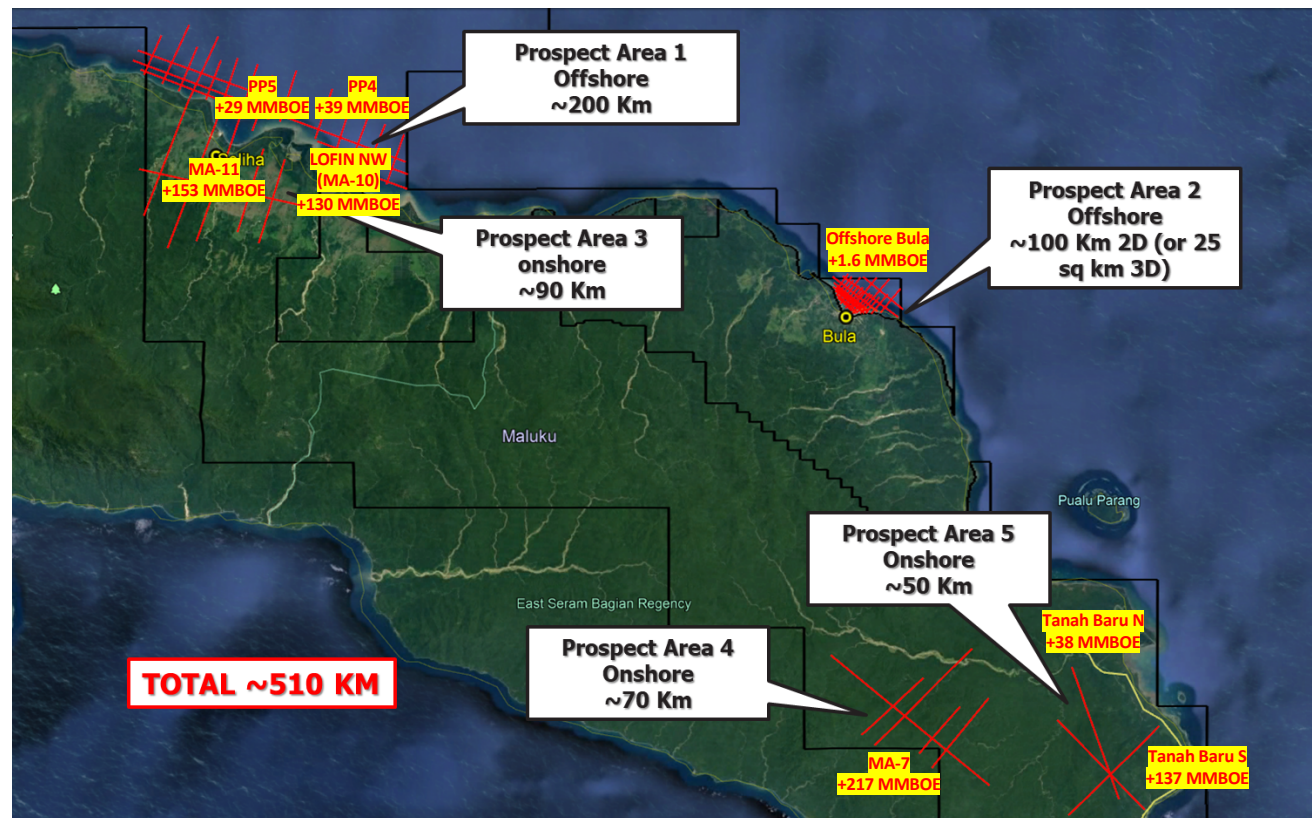 Prospect Area 1
Offshore
~200 Km
PP5
+29 MMBOE
PP4
+39 MMBOE
MA-11
+153 MMBOE
LOFIN NW
(MA-10)
+130 MMBOE
Prospect Area 3
onshore
~90 Km
Prospect Area 2
Offshore
~100 Km 2D (or 25
sq km 3D)
Offshore Bula
+1.6 MMBOE
Bula
Maluku
Pualu Parang
Prospect Area 5
Onshore
~50 Km
East Seram Bagian Regency
Tanah Baru N
+38 MMBOE
Prospect Area 4
Onshore
~70 Km
TOTAL ~510 KM
MA-7
+217 MMBOE
Tanah Baru S
+137 MMBOE